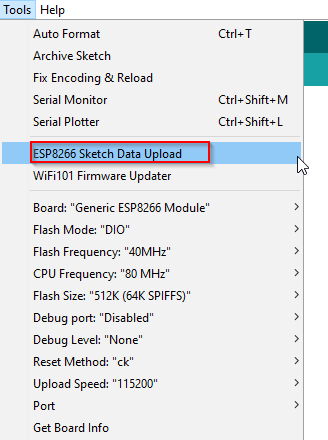 Tools Help
Auto Format Ctrl+T
Archive Sketch
Fix Encoding & Reload
Serial Monitor Ctrl+Shift+M
Serial Plotter Ctrl+Shift+L
ESP8266 Sketch Data Upload
WiFi101 Firmware Updater
Board: "Generic ESP8266 Module"
Flash Mode: "DIO"
Flash Frequency: "40MHz"
CPU Frequency: "80 MHz"
Flash Size: "512K (64K SPIFFS)"
Debug port: "Disabled"
Debug Level: "None"
Reset Method: "ck"
Upload Speed: "115200"
Port
Get Board Info